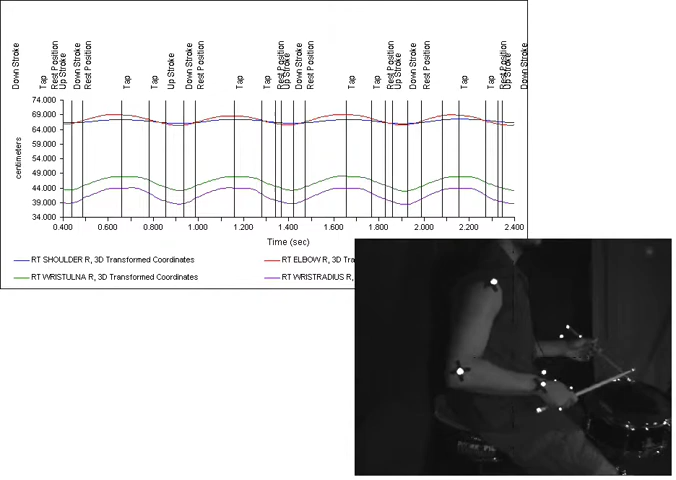 Down Stroke
Tap
Rest Position
Up Stroke
Down Stroke
Rest Position
Tap
Tap
Up Stroke
Down Stroke
Rest Position
Tap
Tap
Rest Position
Up Stroke
Down Stroke
Rest Position
Tap
Tap
Rest Position
Up Stroke
Down Stroke
Rest Position
Tap
Tap
Rest Position
Up Stroke
Down Stroke
centimeters
74.000
69.000
64.000
59.000
54.000
49.000
44.000
39.000
34.000
0.400 0.600 0.800 1.000 1.200 1.400 1.600 1.800 2.000 2.200 2.400
Time (sec)
RT SHOULDER R, 3D Transformed Coordinates RT ELBOW R, 3D Tra
RT WRISTULNA R, 3D Transformed Coordinates RT WRISTRADIUS R,